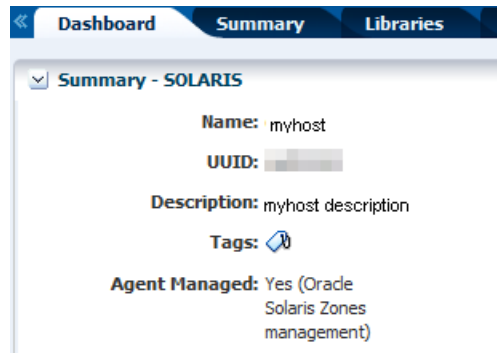 Dashboard Summary Libraries
Summary - SOLARIS
Name: myhost
UUID:
Description: myhost description
Tags:
Agent Managed: Yes (Oracle
Solaris Zones
management)